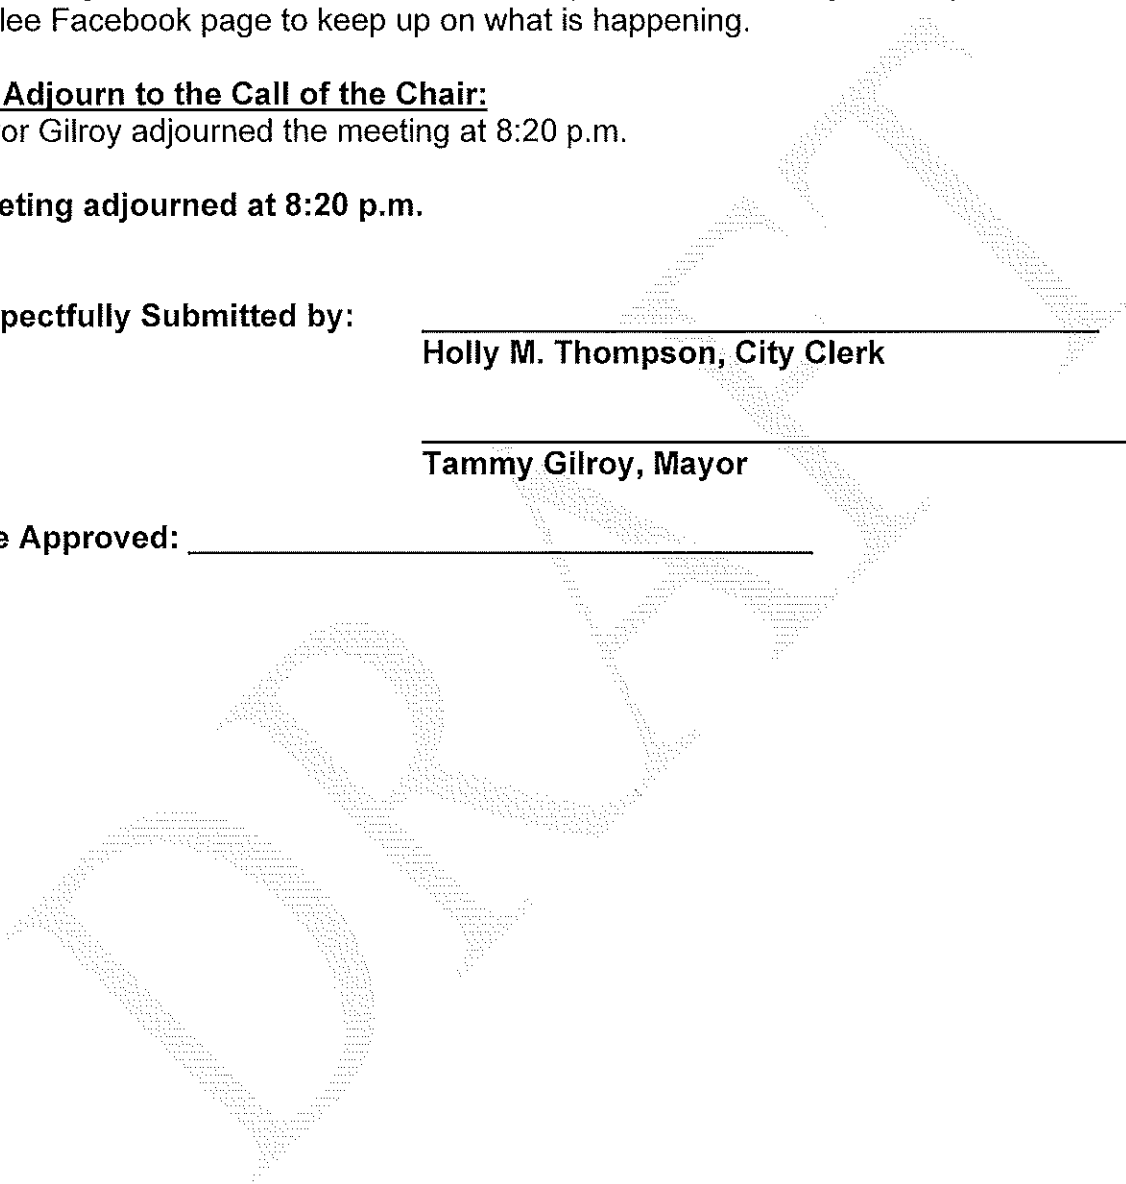 lee Facebook page to keep up on what is happening.
Adjourn to the Call of the Chair:
or Gilroy adjourned the meeting at 8:20 p.m.
eting adjourned at 8:20 p.m.
pectfully Submitted by:
Holly M. Thompson, City Clerk
Tammy Gilroy, Mayor
e Approved:
DRAFT